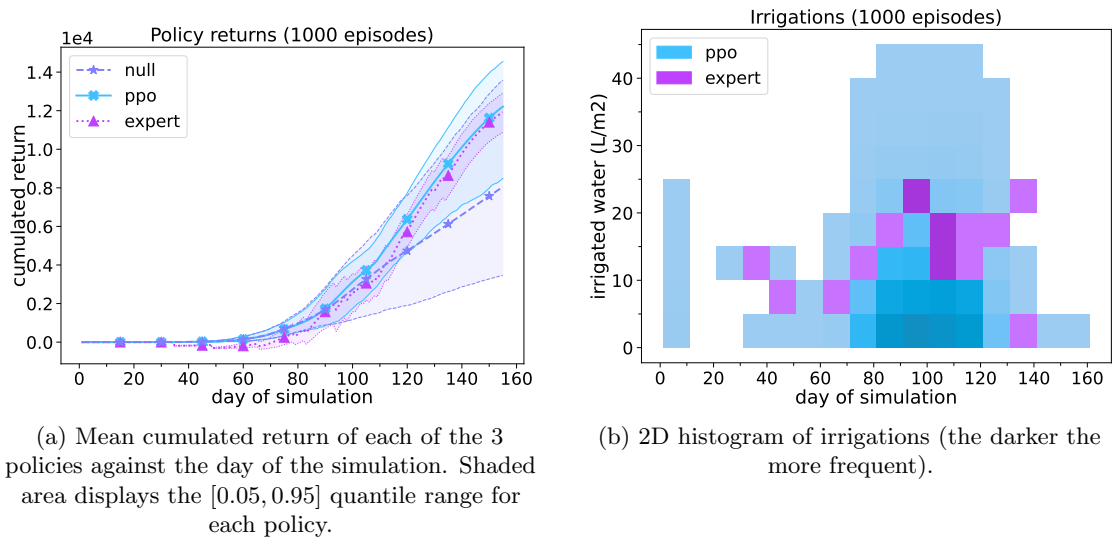 Policy returns (1000 episodes)
1e4
null
ppo
expert
cumulated return
1.4
1.2
1.0
0.8
0.6
0.4
0.2
0.0
0 20 40 60 80 100 120 140 160
day of simulation
(a) Mean cumulated return of each of the 3
policies against the day of the simulation. Shaded
area displays the [0.05, 0.95] quantile range for
each policy.
Irrigations (1000 episodes)
ppo
expert
irrigated water (L/m2)
40
30
20
10
0
0 20 40 60 80 100 120 140 160
day of simulation
(b) 2D histogram of irrigations (the darker the
more frequent).